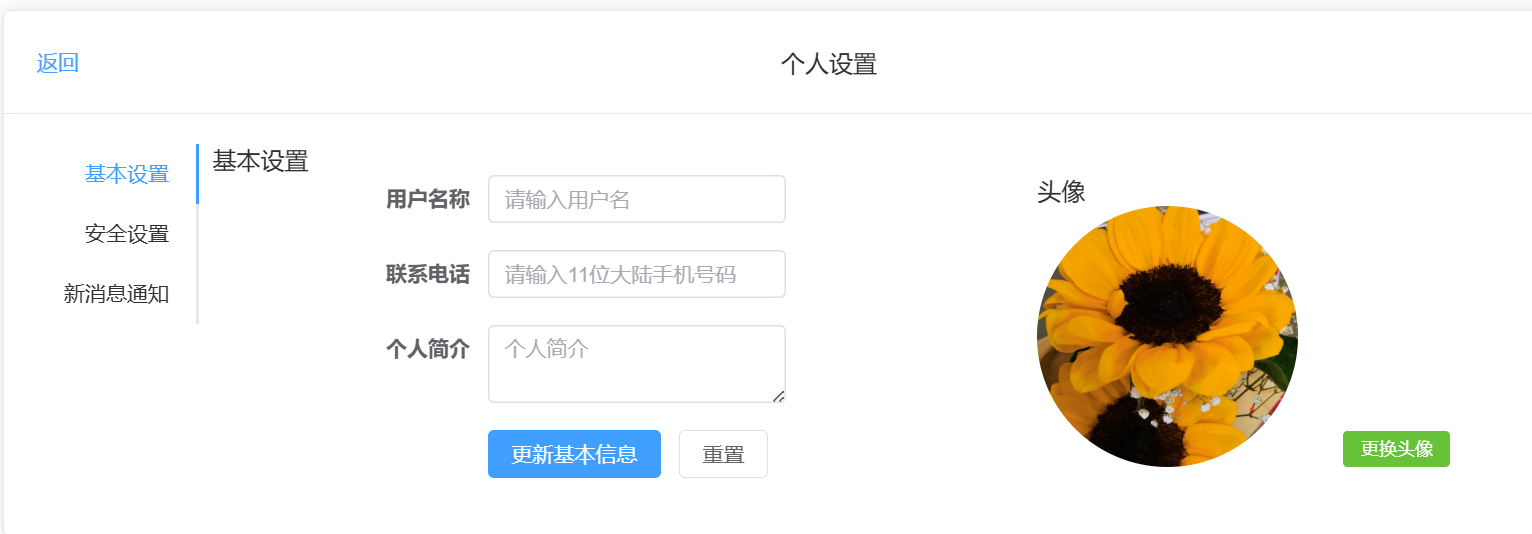 返回
个人设置
基本设置
安全设置
新消息通知
基本设置
用户名称 请输入用户名
联系电话 请输入11位大陆手机号码
个人简介 个人简介
更新基本信息 重置
头像
更换头像